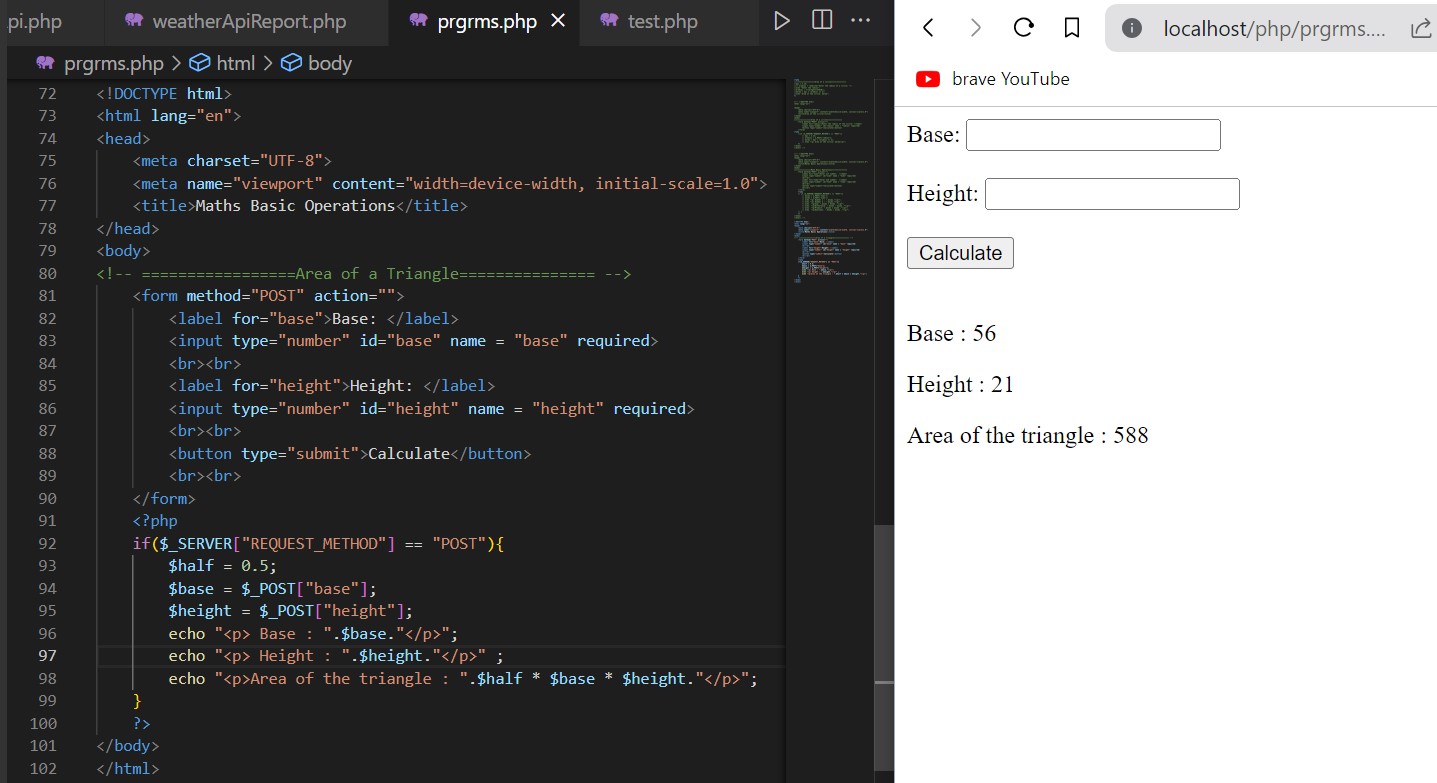 .pi.php weatherApiReport.php prgrms.php test.php
prgrms.php > html > body
72 <!DOCTYPE html>
73 <html lang="en">
74 <head>
75 <meta charset="UTF-8">
76 <meta name="viewport" content="width=device-width, initial-scale=1.0">
77 <title>Maths Basic Operations</title>
78 </head>
79 <body>
80 <!-- =================Area of a Triangle=============== -->
81 <form method="POST" action="">
82 <label for="base">Base: </label>
83 <input type="number" id="base" name = "base" required>
84 <br><br>
85 <label for="height">Height: </label>
86 <input type="number" id="height" name = "height" required>
87 <br><br>
88 <button type="submit">Calculate</button>
89 <br><br>
90 </form>
91 <?php
92 if($_SERVER["REQUEST_METHOD"] == "POST"){
93 $half = 0.5;
94 $base = $_POST["base"];
95 $height = $_POST["height"];
96 echo "<p> Base : ".$base."</p>";
97 echo "<p> Height : ".$height."</p>" ;
98 echo "<p>Area of the triangle : ".$half * $base * $height."</p>";
99 }
100 ?>
101 </body>
102 </html>
localhost/php/prgrms....
brave YouTube
Base:
Height:
Calculate
Base : 56
Height : 21
Area of the triangle : 588